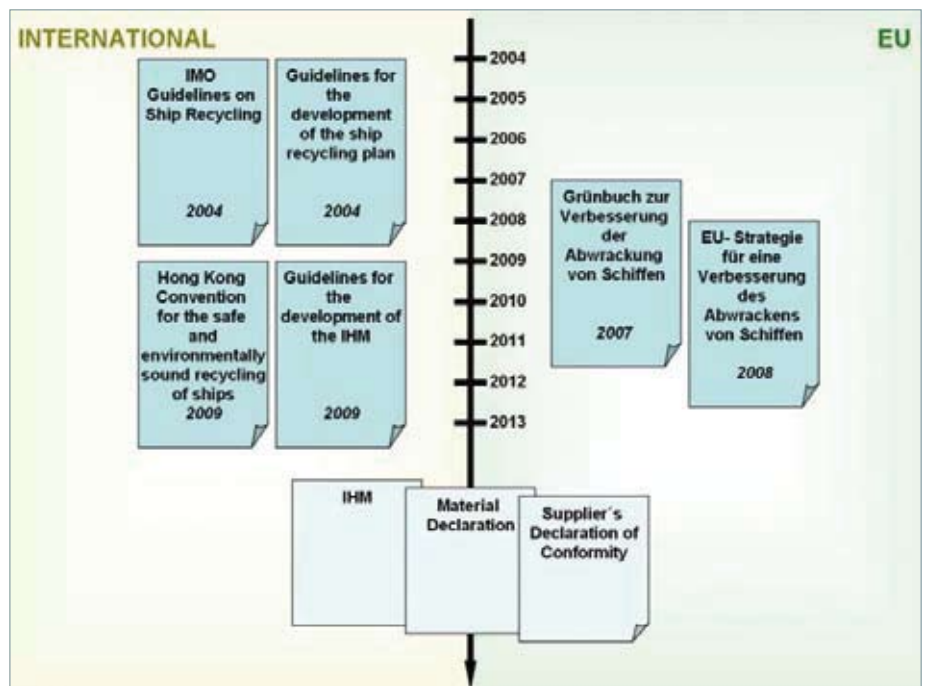 INTERNATIONAL
EU
IMO
Guidelines on
Ship Recycling
2004
Guidelines for
the
development
of the ship
recycling plan
2004
Hong Kong
Convention
for the safe
and
environmentally
sound recycling
of ships
2009
Guidelines for
the
development of
the IHM
2009
2004
2005
2006
2007
2008
2009
2010
2011
2012
2013
Grünbuch zur
Verbesserung
der
Abwrackung
von Schiffen
2007
EU- Strategie
für eine
Verbesserung
des
Abwrackens
von Schiffen
2008
IHM
Material
Declaration
Supplier´s
Declaration of
Conformity